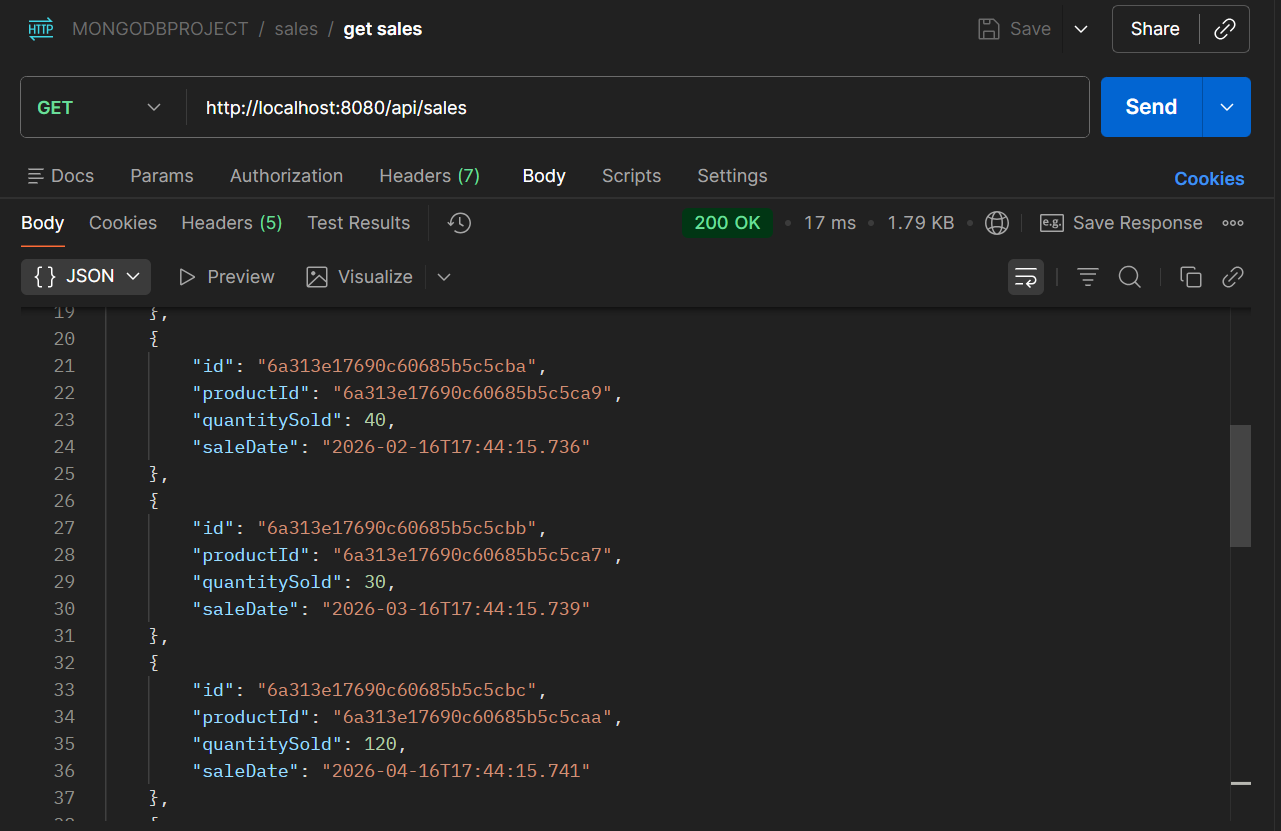 HTTP MONGODBPROJECT / sales / get sales Save Share
GET http://localhost:8080/api/sales Send
Docs Params Authorization Headers (7) Body Scripts Settings Cookies
Body Cookies Headers (5) Test Results 200 OK • 17 ms • 1.79 KB • e.g. Save Response
{} JSON Preview Visualize
19 },
20 {
21 "id": "6a313e17690c60685b5c5cba",
22 "productId": "6a313e17690c60685b5c5ca9",
23 "quantitySold": 40,
24 "saleDate": "2026-02-16T17:44:15.736"
25 },
26 {
27 "id": "6a313e17690c60685b5c5cbb",
28 "productId": "6a313e17690c60685b5c5ca7",
29 "quantitySold": 30,
30 "saleDate": "2026-03-16T17:44:15.739"
31 },
32 {
33 "id": "6a313e17690c60685b5c5cbc",
34 "productId": "6a313e17690c60685b5c5caa",
35 "quantitySold": 120,
36 "saleDate": "2026-04-16T17:44:15.741"
37 },